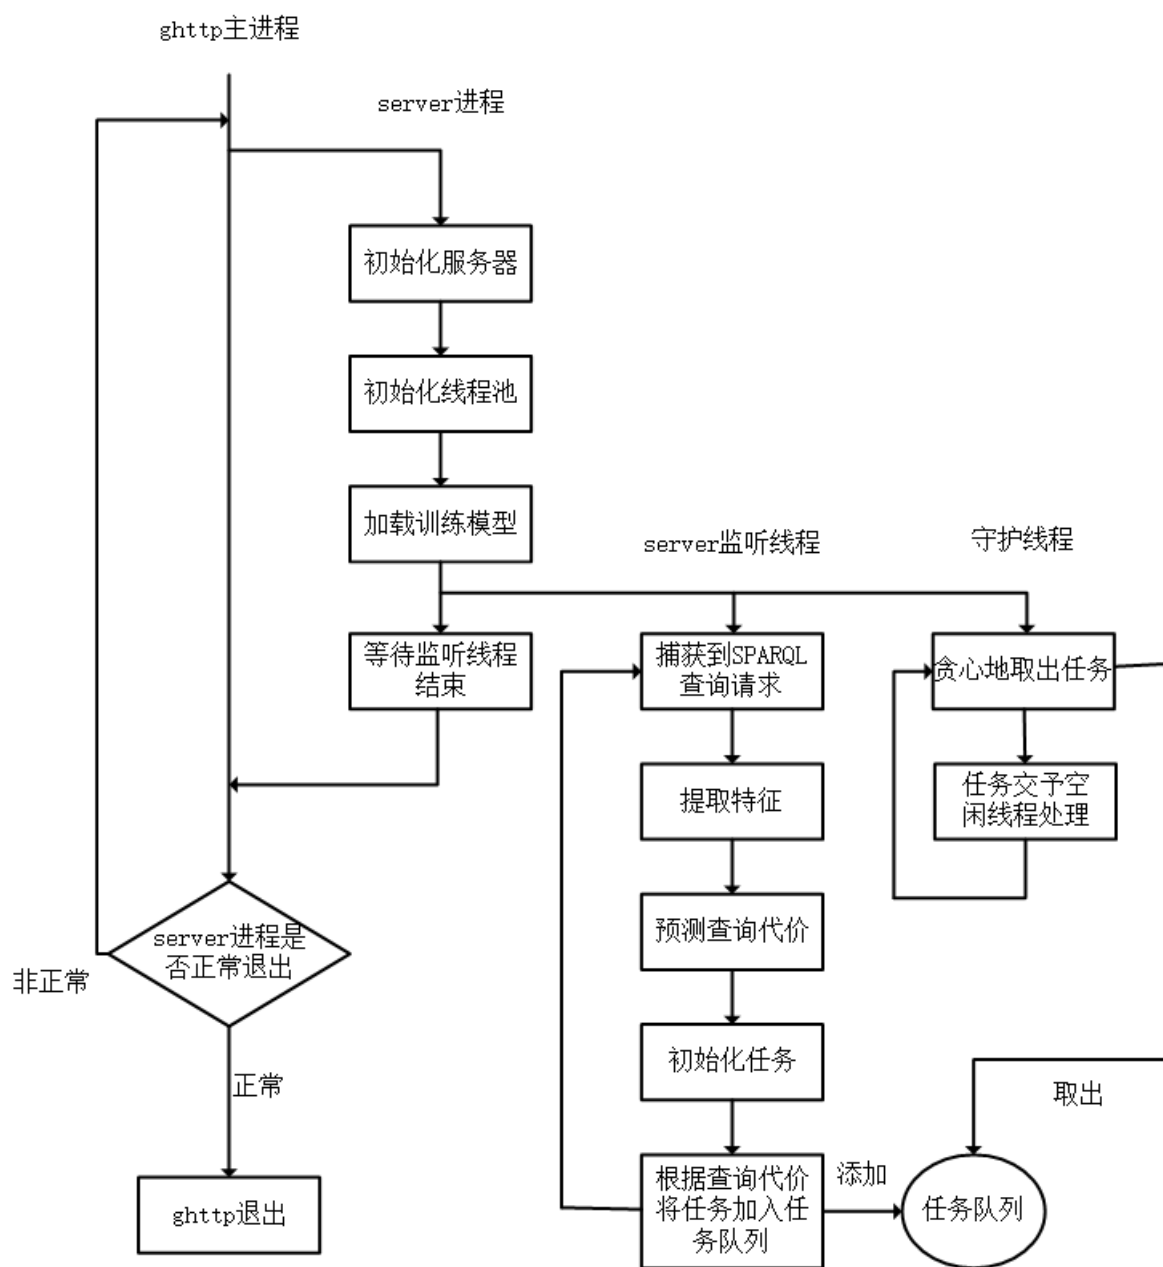 ghttp主进程
server进程
初始化服务器
初始化线程池
加载训练模型
server监听线程
守护线程
等待监听线程
结束
捕获到SPARQL
查询请求
贪心地取出任务
提取特征
任务交予空
闲线程处理
预测查询代价
server进程是
否正常退出
非正常
初始化任务
正常
取出
ghttp退出
根据查询代价
将任务加入任
务队列
添加
任务队列